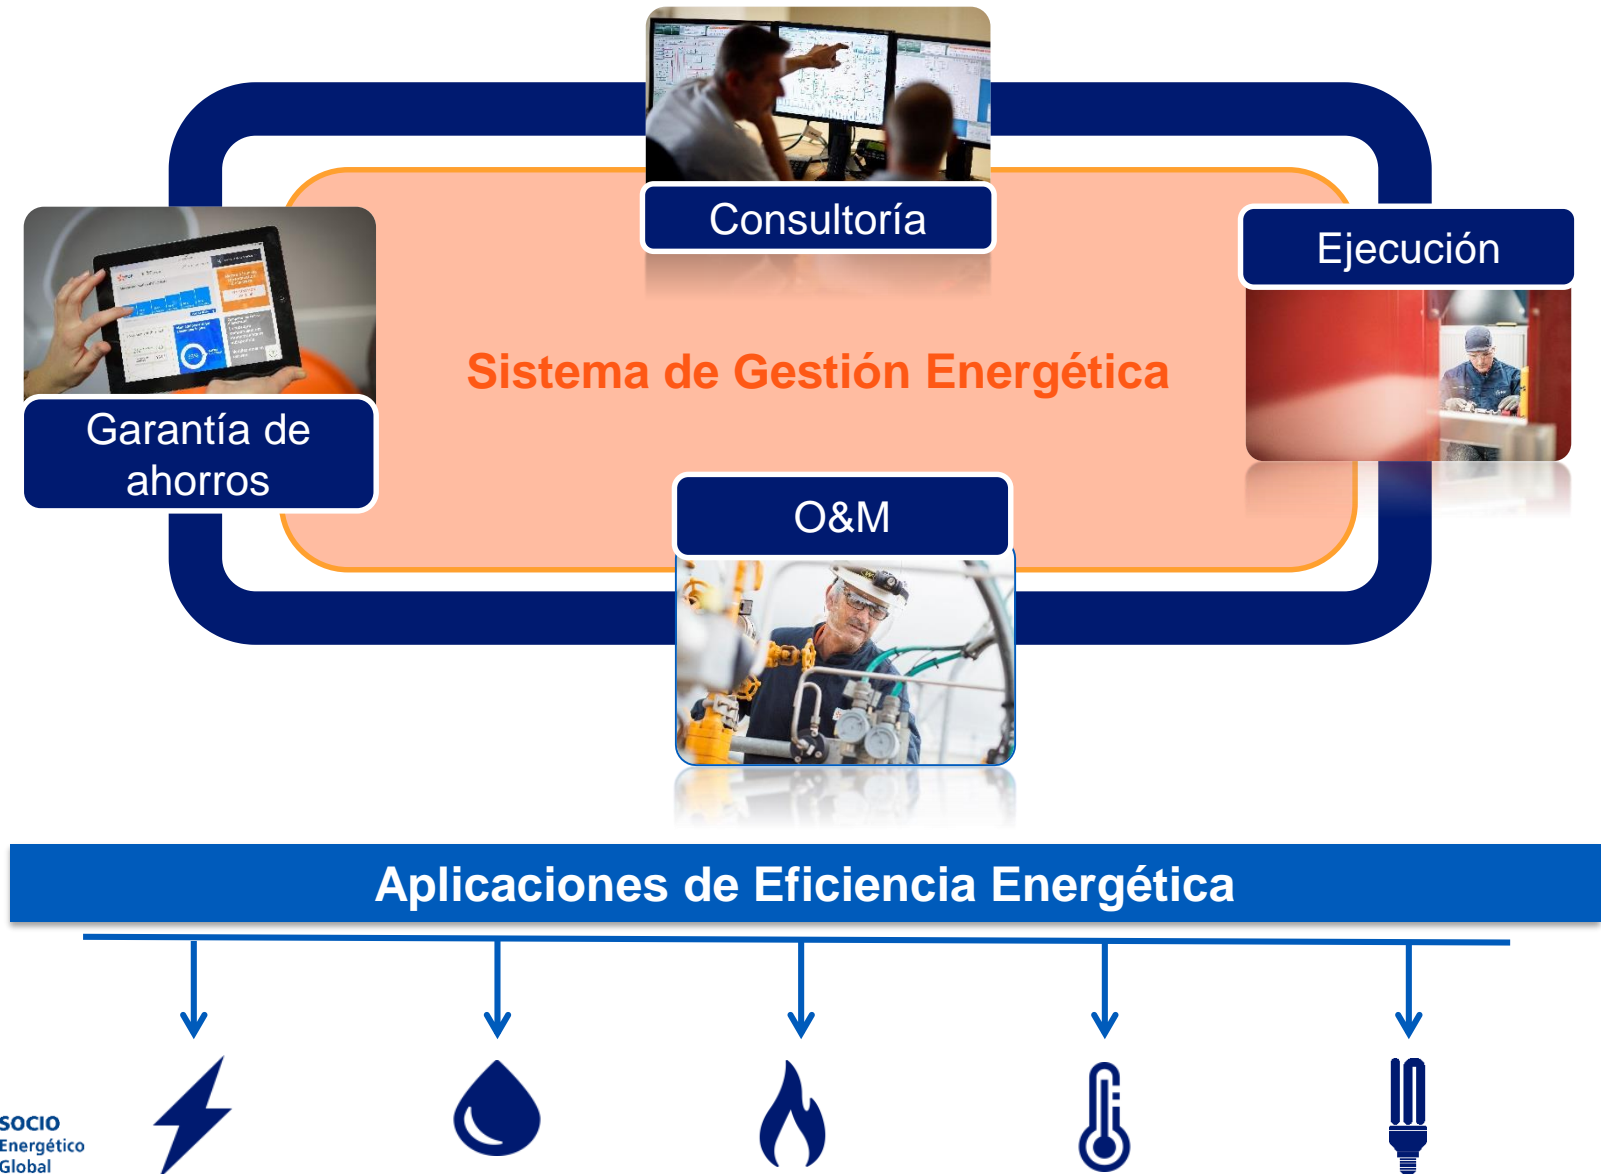 Consultoría
Ejecución
Sistema de Gestión Energética
Garantía de
ahorros
O&M
Aplicaciones de Eficiencia Energética
SOCIO
Energético
Global